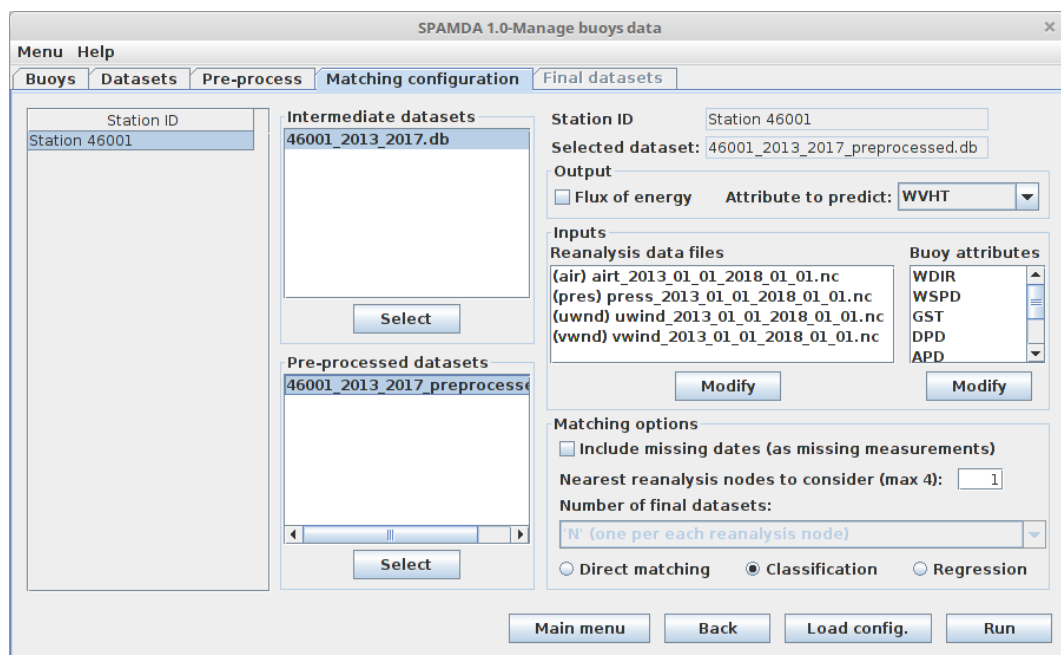 SPAMDA 1.0-Manage buoys data
Menu Help
Buoys Datasets Pre-process Matching configuration Final datasets
Station ID
Station 46001
Intermediate datasets
46001_2013_2017.db
Select
Pre-processed datasets
46001_2013_2017_preprocesse
Select
Station ID Station 46001
Selected dataset: 46001_2013_2017_preprocessed.db
Output
Flux of energy Attribute to predict: WVHT
Inputs
Reanalysis data files
(air) airt_2013_01_01_2018_01_01.nc
(pres) press_2013_01_01_2018_01_01.nc
(uwnd) uwind_2013_01_01_2018_01_01.nc
(vwnd) vwind_2013_01_01_2018_01_01.nc
Modify
Buoy attributes
WDIR
WSPD
GST
DPD
APD
Modify
Matching options
Include missing dates (as missing measurements)
Nearest reanalysis nodes to consider (max 4): 1
Number of final datasets:
'N' (one per each reanalysis node)
Direct matching Classification Regression
Main menu Back Load config. Run